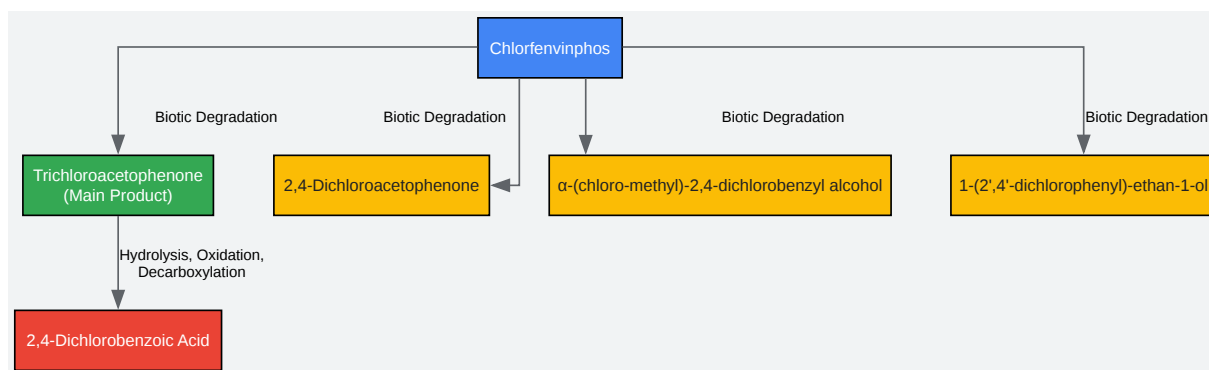 Chlorfenvinphos
Biotic Degradation
Biotic Degradation
Biotic Degradation
Biotic Degradation
Trichloroacetophenone
(Main Product)
2,4-Dichloroacetophenone
α-(chloro-methyl)-2,4-dichlorobenzyl alcohol
1-(2',4'-dichlorophenyl)-ethan-1-ol
Hydrolysis, Oxidation,
Decarboxylation
2,4-Dichlorobenzoic Acid